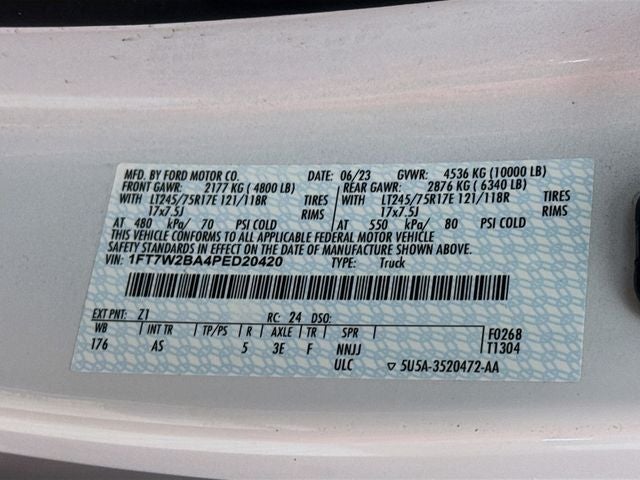 MFD. BY FORD MOTOR CO. DATE: 06/23 GVWR: 4536 KG (10000 LB)
FRONT GAWR: 2177 KG (4800 LB) REAR GAWR: 2876 KG (6340 LB)
WITH LT245/75R17E 121/118R TIRES WITH LT245/75R17E 121/118R TIRES
17x7.5J RIMS 17x7.5J RIMS
AT 480 kPa/ 70 PSI COLD AT 550 kPa/ 80 PSI COLD
THIS VEHICLE CONFORMS TO ALL APPLICABLE FEDERAL MOTOR VEHICLE
SAFETY STANDARDS IN EFFECT ON THE DATE OF MANUFACTURE SHOWN ABOVE.
VIN: 1FT7W2BA4PED20420 TYPE: Truck
EXT PNT: Z1 RC: 24 DSO:
WB INT TR TP/PS R AXLE TR SPR F0268
176 AS 5 3E F NNJJ T1304
ULC ▽ 5U5A-3520472-AA